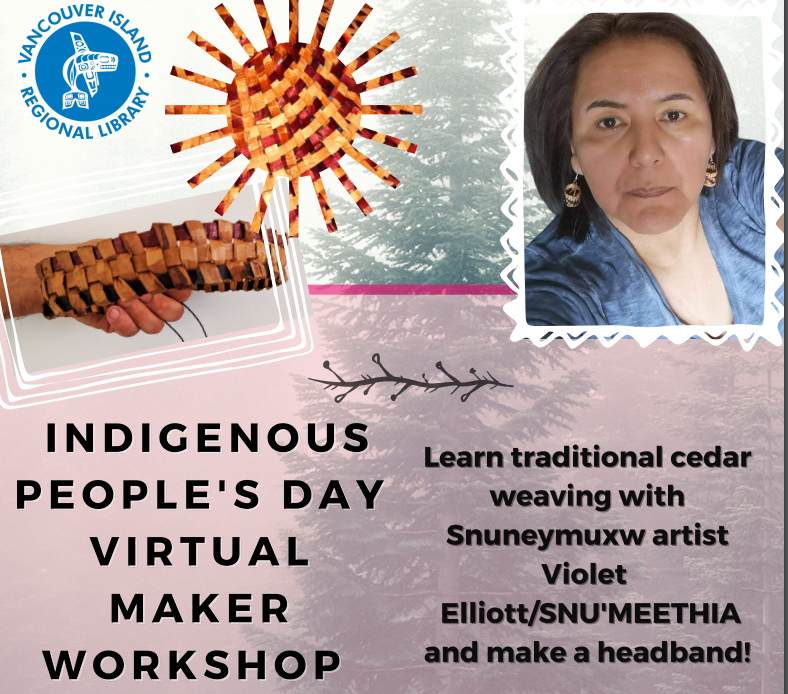 VANCOUVER ISLAND
REGIONAL LIBRARY
INDIGENOUS
PEOPLE'S DAY
VIRTUAL
MAKER
WORKSHOP
Learn traditional cedar
weaving with
Snuneymuxw artist
Violet
Elliott/SNU'MEETHIA
and make a headband!